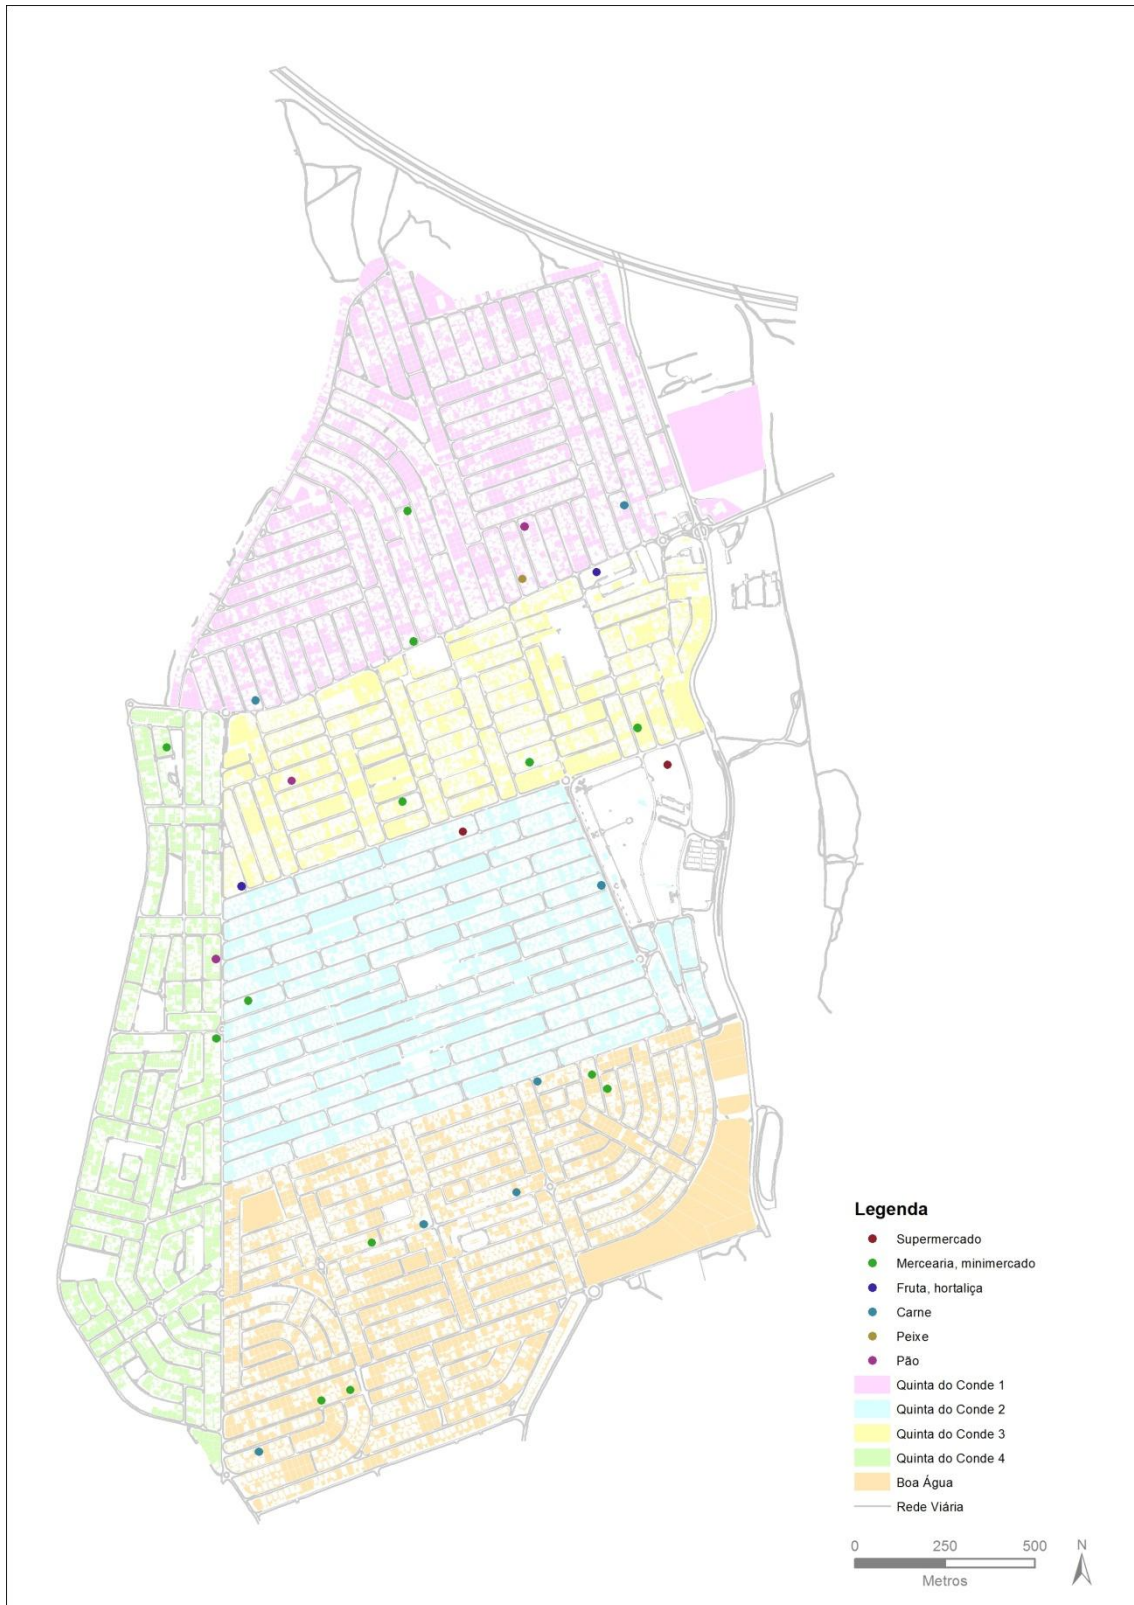 Legenda
Supermercado
Mercearia, minimercado
Fruta, hortaliça
Carne
Peixe
Pão
Quinta do Conde 1
Quinta do Conde 2
Quinta do Conde 3
Quinta do Conde 4
Boa Água
Rede Viária
0 250 500 N
Metros